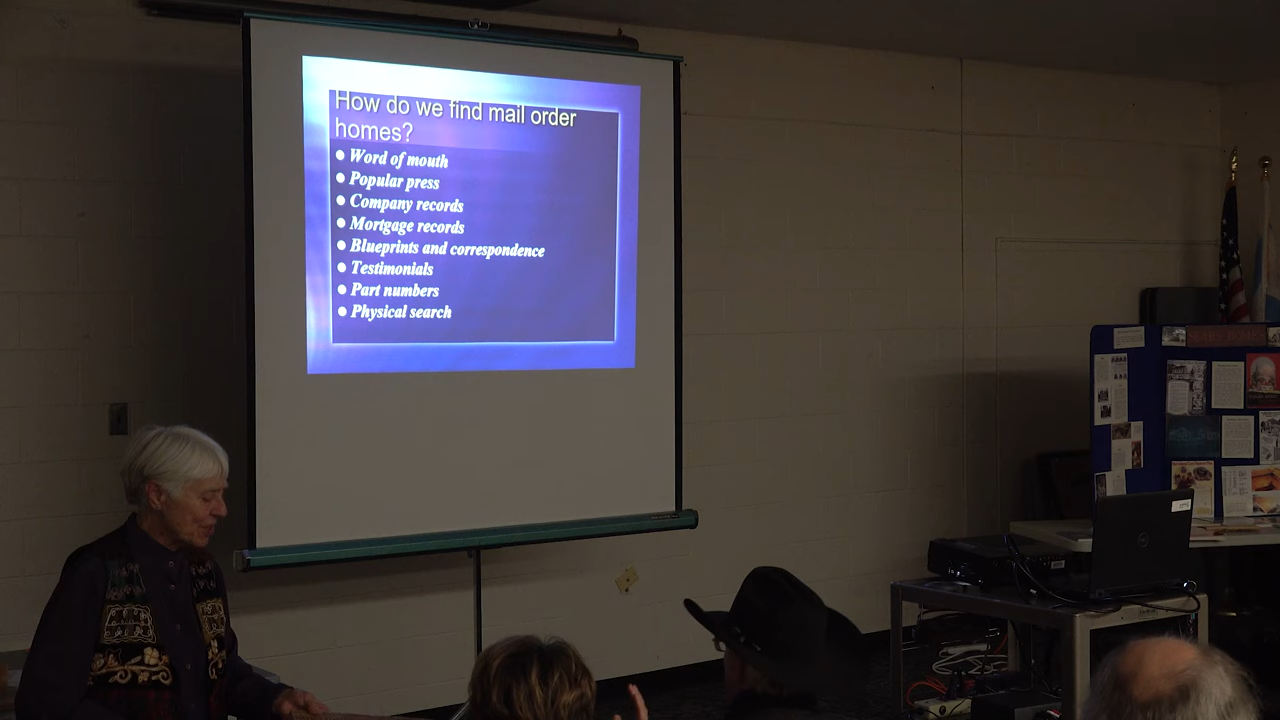 How do we find mail order
homes?
Word of mouth
Popular press
Company records
Mortgage records
Blueprints and correspondence
Testimonials
Part numbers
Physical search